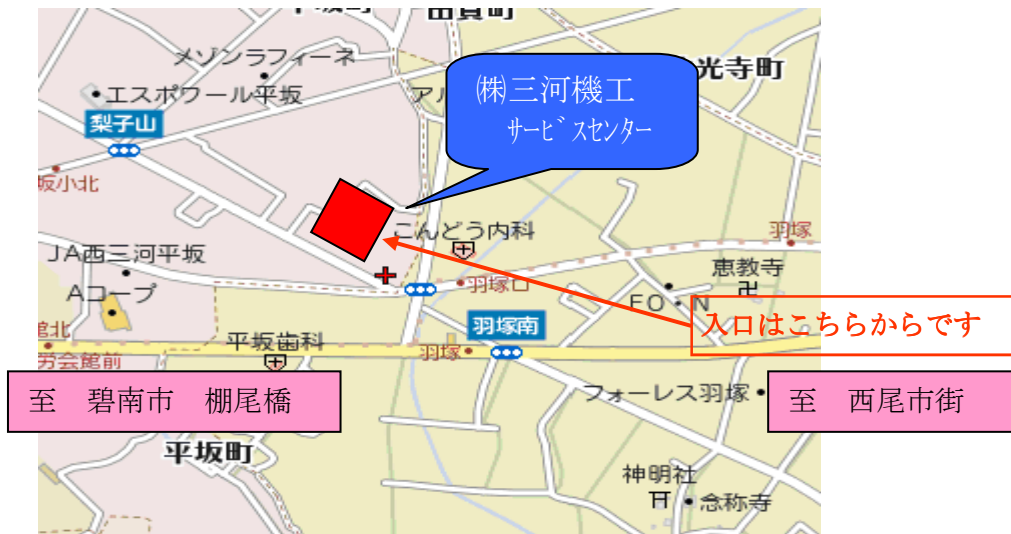 メゾンラフィーネ
光寺町
エスポワール平坂
㈱三河機工
サービスセンター
梨子山
坂小北
こんどう内科
羽塚
JA西三河平坂
恵教寺
Aコープ
羽塚口
FO・N
入口はこちらからです
羽塚南
平坂歯科
羽塚
労会館前
至 碧南市 棚尾橋
フォーレス羽塚
至 西尾市街
平坂町
神明社
念称寺